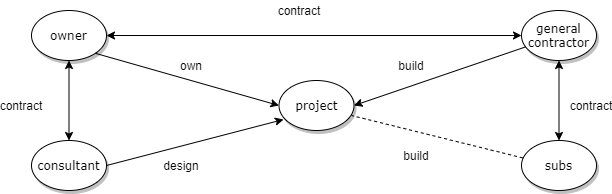 contract
owner
general
contractor
own
build
contract
project
contract
consultant
design
build
subs